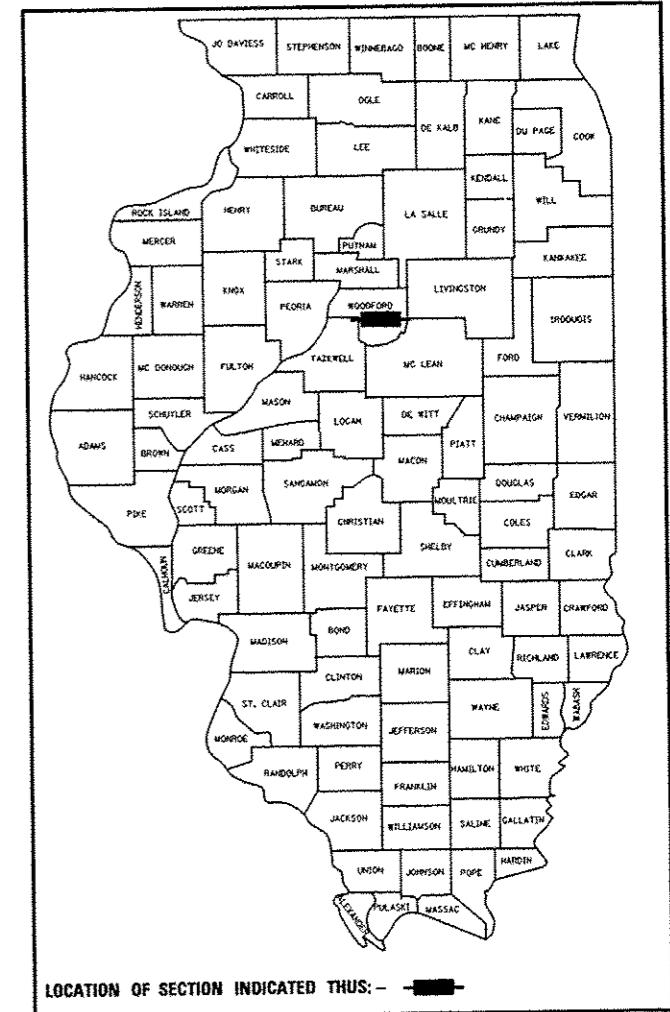 JO DAVIESS STEPHENSON WINNEBAGO BOONE MC HENRY LAKE
CARROLL OGLE DE KALB KANE DU PAGE COOK
WHITESIDE LEE KENDALL WILL
ROCK ISLAND HENRY BUREAU LA SALLE GRUNDY
MERCER PUTNAM KANKAKEE
STARK MARSHALL
HENDERSON WARREN KNOX PEORIA WOODFORD LIVINGSTON IROQUOIS
HANCOCK MC DONOUGH FULTON TAZEWELL MC LEAN FORD
SCHUYLER MASON LOGAN DE WITT CHAMPAIGN VERMILION
ADAMS BROWN CASS MENARD MACON PIATT
PIKE SCOTT MORGAN SANGAMON MOULTRIE DOUGLAS EDGAR
CHRISTIAN COLES
CALHOUN GREENE MACOUPIN MONTGOMERY SHELBY CUMBERLAND CLARK
JERSEY FAYETTE EFFINGHAM JASPER CRAWFORD
MADISON BOND CLAY RICHLAND LAWRENCE
CLINTON MARION
ST. CLAIR WASHINGTON JEFFERSON WAYNE EDWARDS WABASH
MONROE
RANDOLPH PERRY HAMILTON WHITE
FRANKLIN
JACKSON WILLIAMSON SALINE GALLATIN
UNION JOHNSON POPE HARDIN
ALEXANDER PULASKI MASSAC
LOCATION OF SECTION INDICATED THUS: -